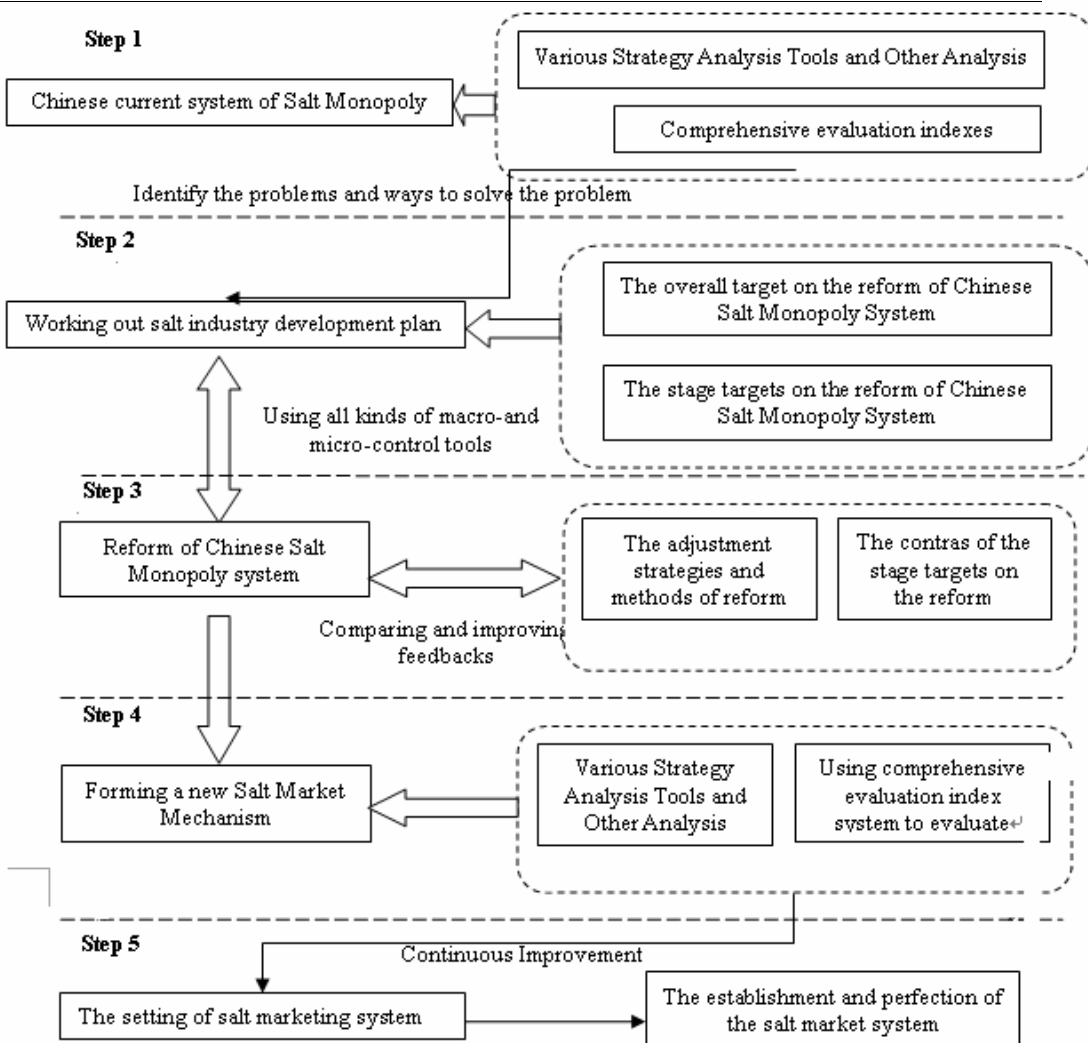 Step 1
Various Strategy Analysis Tools and Other Analysis
Chinese current system of Salt Monopoly
Comprehensive evaluation indexes
Identify the problems and ways to solve the problem
Step 2
The overall target on the reform of Chinese
Salt Monopoly System
Working out salt industry development plan
The stage targets on the reform of Chinese
Salt Monopoly System
Using all kinds of macro-and
micro-control tools
Step 3
Reform of Chinese Salt
Monopoly system
The adjustment
strategies and
methods of reform
The contras of the
stage targets on
the reform
Comparing and improving
feedbacks
Step 4
Forming a new Salt Market
Mechanism
Various Strategy
Analysis Tools and
Other Analysis
Using comprehensive
evaluation index
system to evaluate↵
Step 5
Continuous Improvement
The setting of salt marketing system
The establishment and perfection of
the salt market system